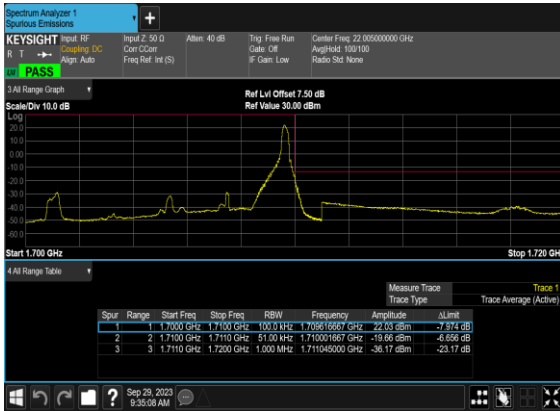 Spectrum Analyzer 1
Spurious Emissions
+
KEYSIGHT Input: RF Input Z: 50 Ω Atten: 40 dB Trig: Free Run Center Freq: 22.005000000 GHz
R T Coupling: DC Corr CCorr Gate: Off Avg|Hold: 100/100
Align: Auto Freq Ref: Int (S) IF Gain: Low Radio Std: None
LNI PASS
3 All Range Graph
Ref Lvl Offset 7.50 dB
Scale/Div 10.0 dB Ref Value 30.00 dBm
Log
20.0
10.0
0.00
-10.0
-20.0
-30.0
-40.0
-50.0
-60.0
Start 1.700 GHz Stop 1.720 GH
4 All Range Table
Measure Trace Trace 1
Trace Type Trace Average (Active)
Spur Range Start Freq Stop Freq RBW Frequency Amplitude ΔLimit
1 1 1.7000 GHz 1.7100 GHz 100.0 kHz 1.709616667 GHz 22.03 dBm -7.974 dB
2 2 1.7100 GHz 1.7110 GHz 51.00 kHz 1.710001667 GHz -19.66 dBm -6.656 dB
3 3 1.7110 GHz 1.7200 GHz 1.000 MHz 1.711045000 GHz -36.17 dBm -23.17 dB
? Sep 29, 2023
9:35:08 AM